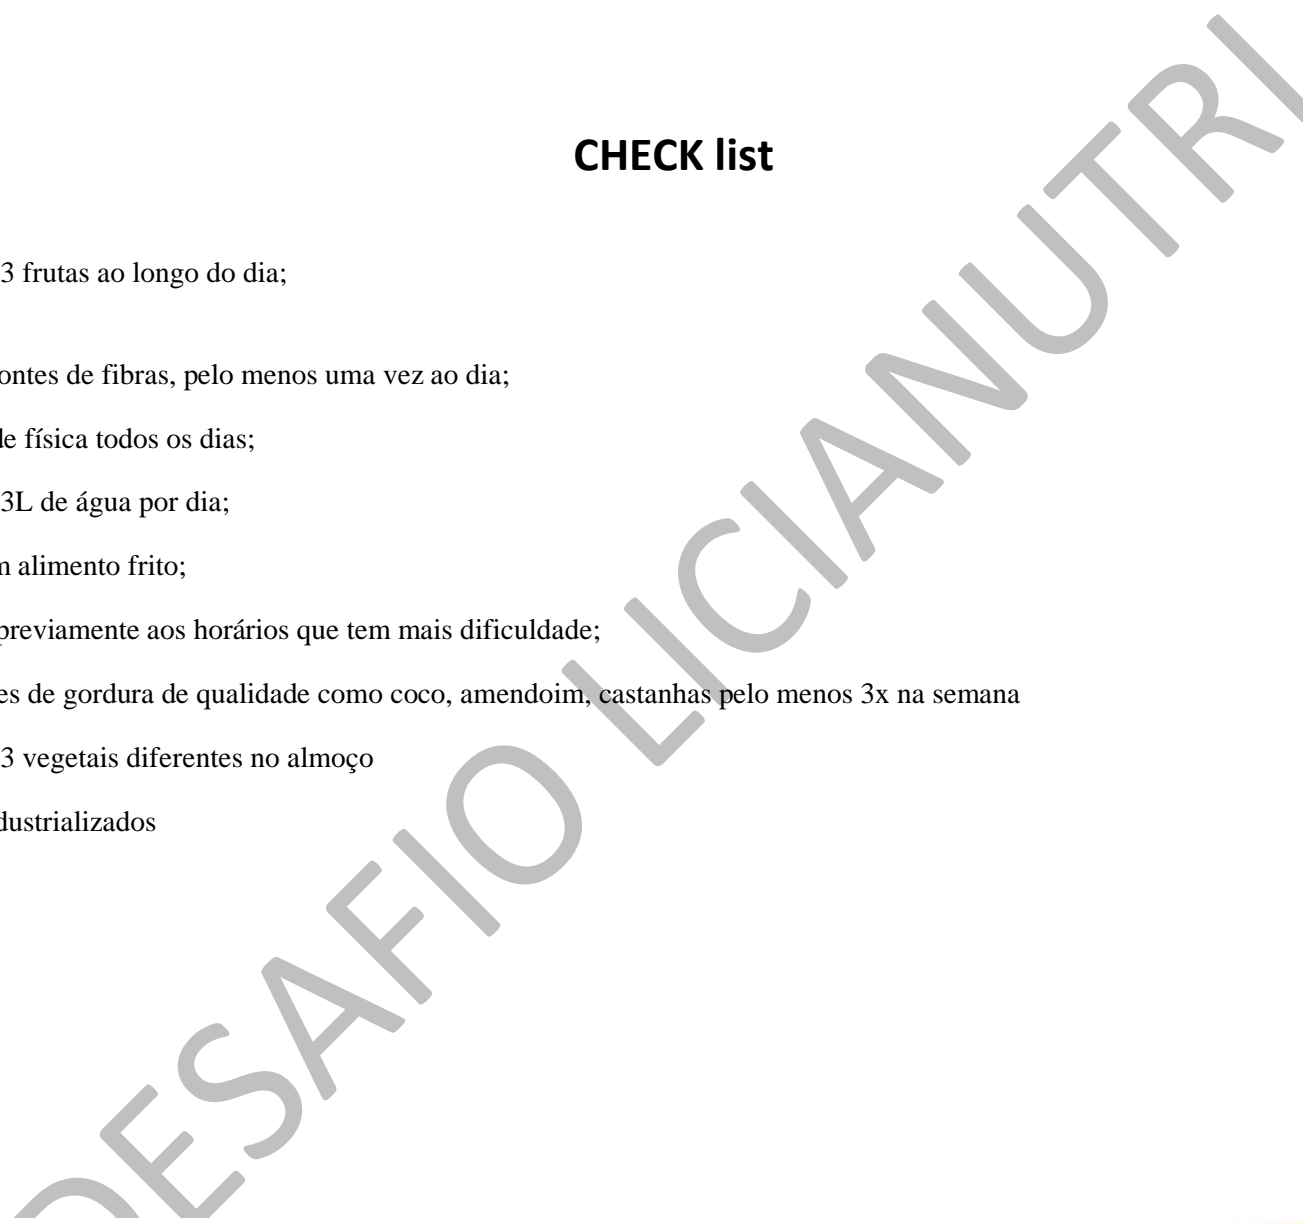 CHECK list
3 frutas ao longo do dia;
ontes de fibras, pelo menos uma vez ao dia;
de física todos os dias;
3L de água por dia;
alimento frito;
previamente aos horários que tem mais dificuldade;
es de gordura de qualidade como coco, amendoim, castanhas pelo menos 3x na semana
3 vegetais diferentes no almoço
dustrializados
DESAFIO LICIANUTRI